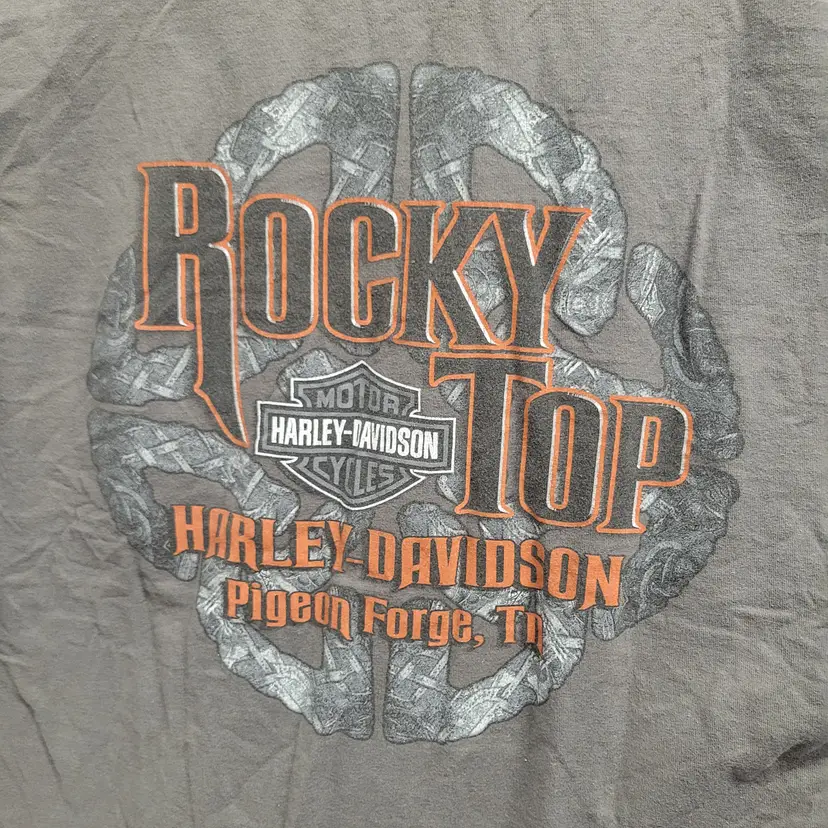 ROCKY
TOP
MOTOR
HARLEY-DAVIDSON
CYCLES
HARLEY-DAVIDSON
Pigeon Forge, Tn